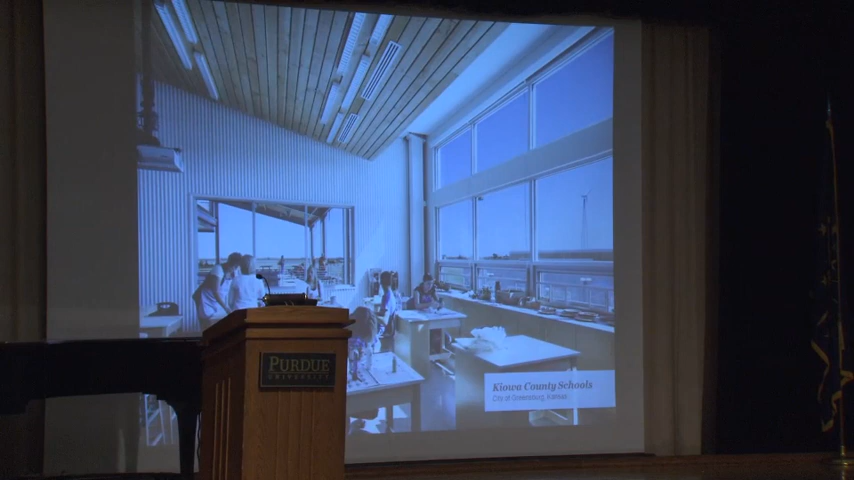 PURDUE
UNIVERSITY
Kiowa County Schools
City of Greensburg, Kansas